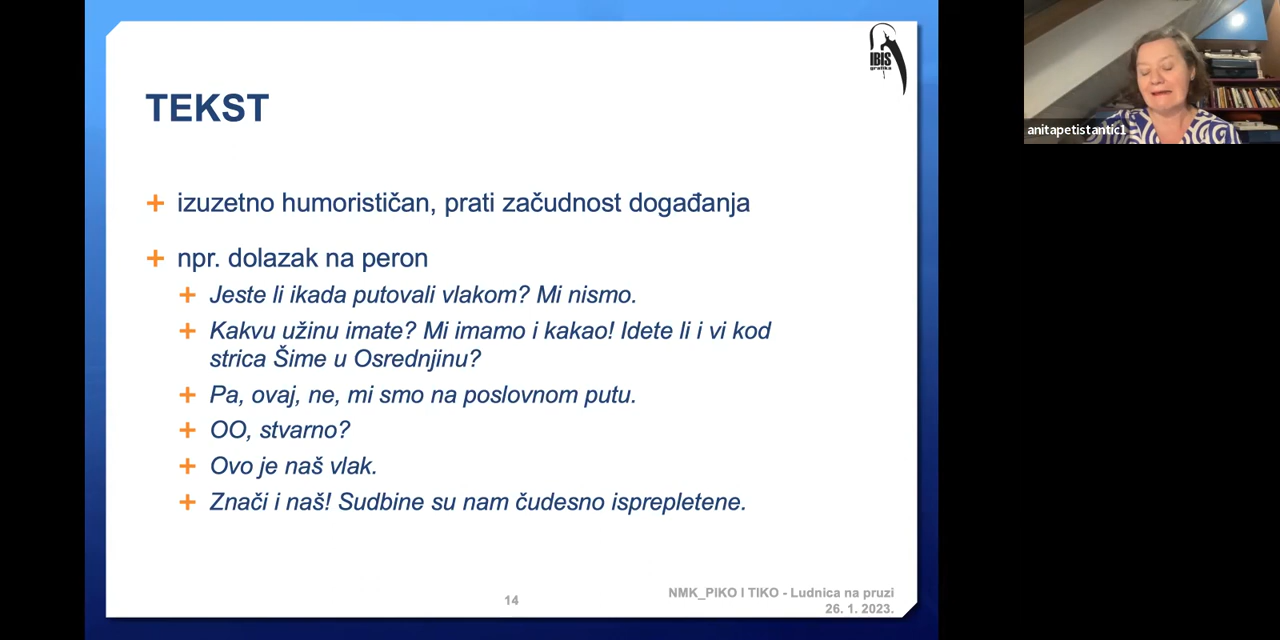 IBIS
grafika
TEKST
izuzetno humorističan, prati začudnost događanja
npr. dolazak na peron
Jeste li ikada putovali vlakom? Mi nismo.
Kakvu užinu imate? Mi imamo i kakao! Idete li i vi kod
strica Šime u Osrednjinu?
Pa, ovaj, ne, mi smo na poslovnom putu.
OO, stvarno?
Ovo je naš vlak.
Znači i naš! Sudbine su nam čudesno isprepletene.
14
NMK_PIKO I TIKO - Ludnica na pruzi
26. 1. 2023.
anitapetistantic1